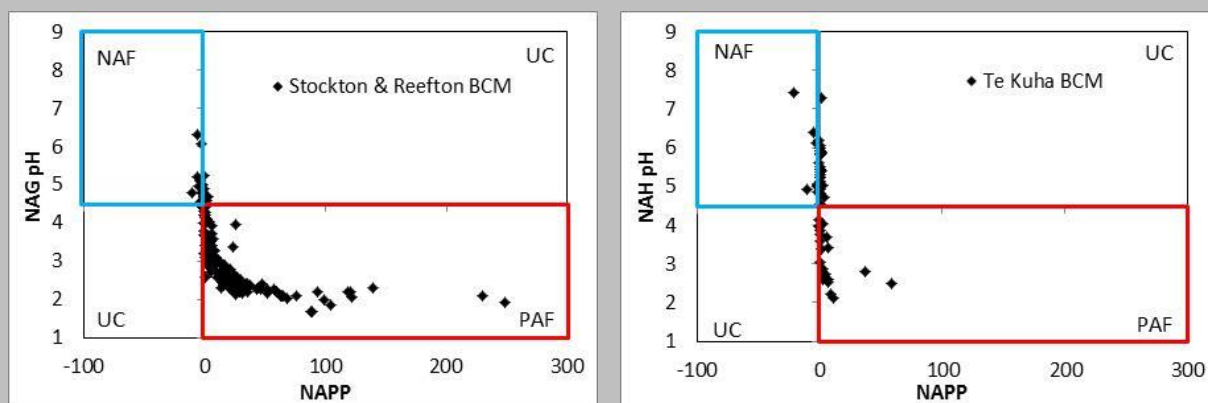 9
8
7
6
5
4
3
2
1
NAG pH
NAF
UC
Stockton & Reefton BCM
UC
PAF
-100
0
100
200
300
NAPP
9
8
7
6
5
4
3
2
1
NAH pH
NAF
UC
Te Kuha BCM
UC
PAF
-100
0
100
200
300
NAPP